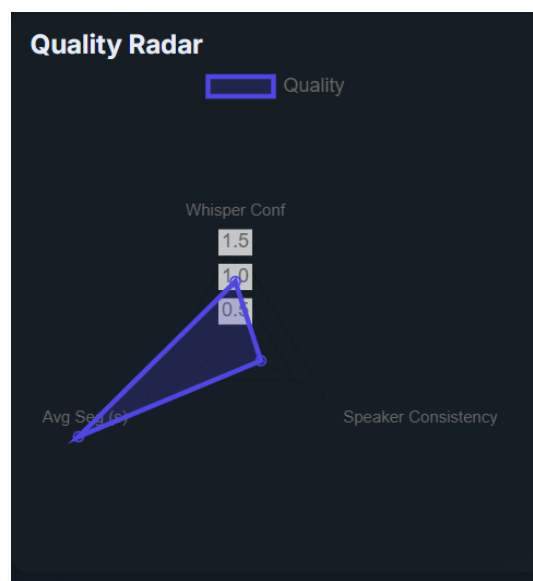 Quality Radar
Quality
Whisper Conf
1.5
1.0
0.5
Avg Seg (s)
Speaker Consistency